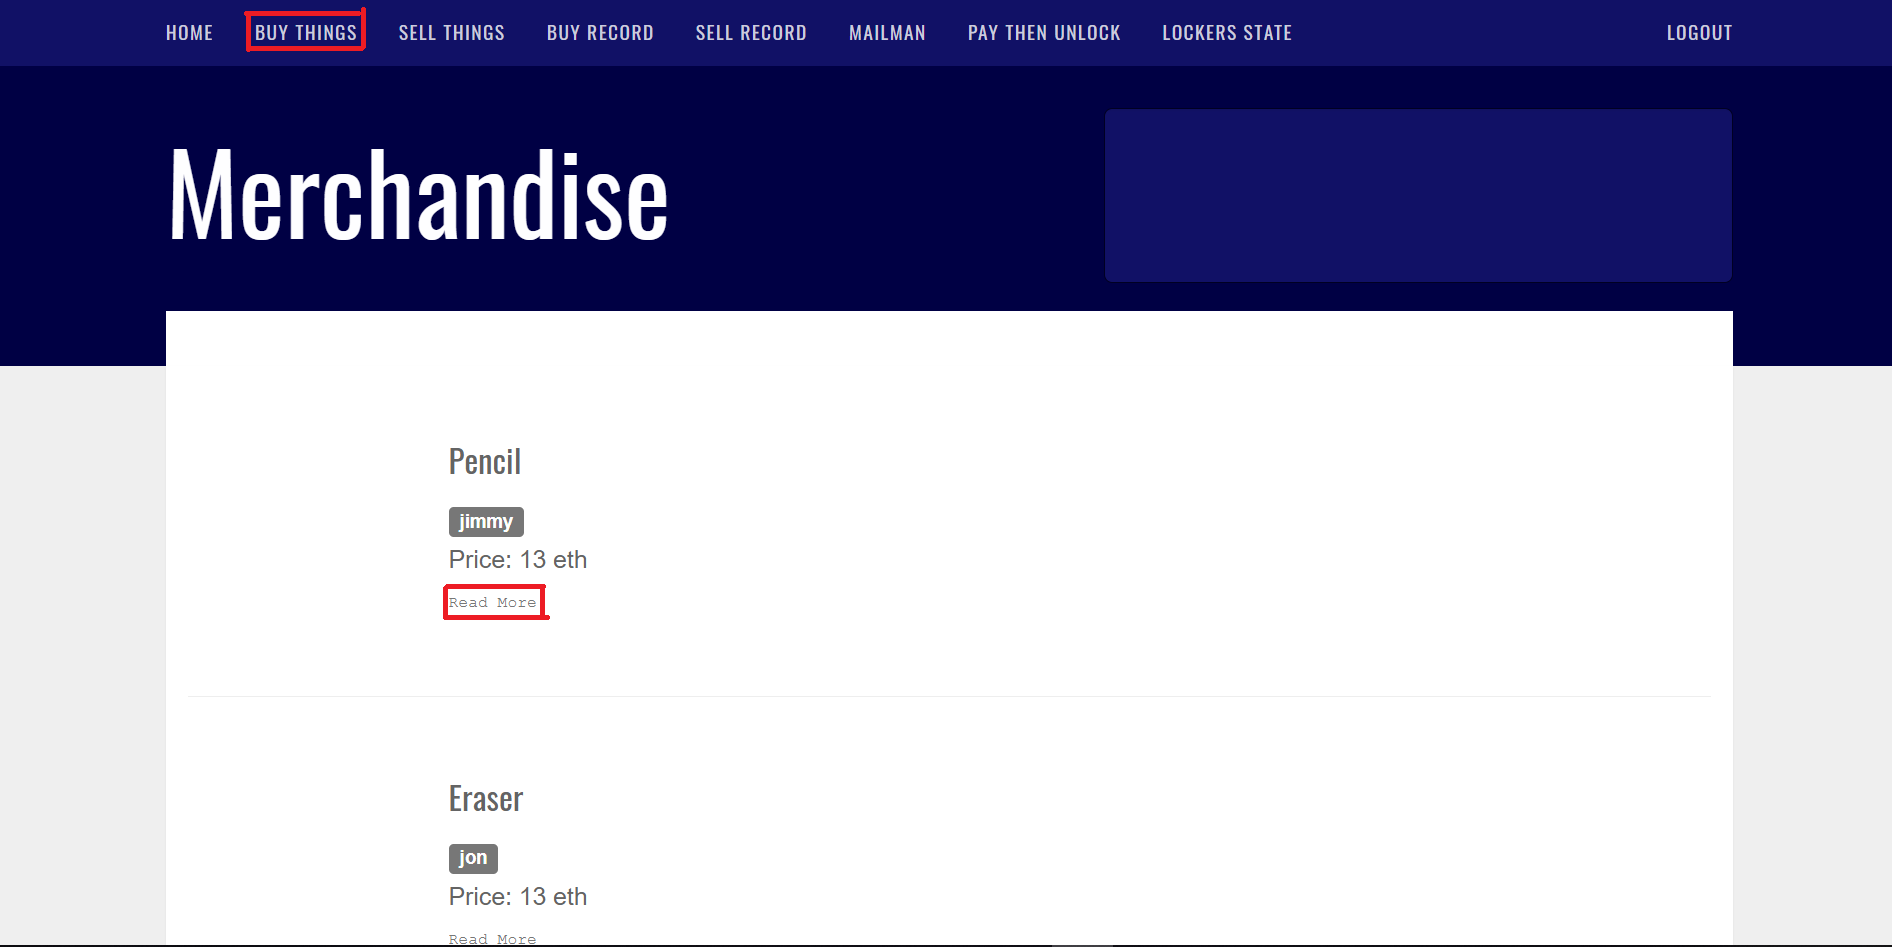 HOME BUY THINGS SELL THINGS BUY RECORD SELL RECORD MAILMAN PAY THEN UNLOCK LOCKERS STATE LOGOUT
Merchandise
Pencil
jimmy
Price: 13 eth
Read More
Eraser
jon
Price: 13 eth
Read More